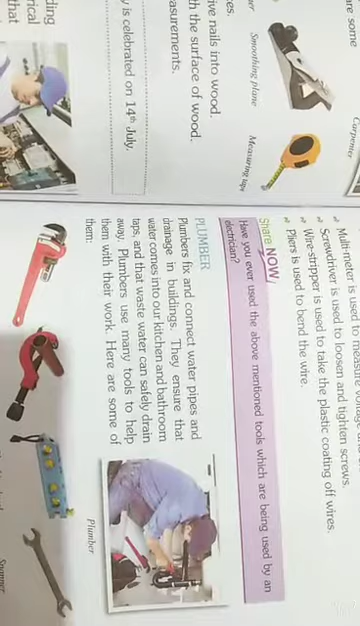 are some
Carpenter
Smoothing plane
Measuring tape
ive nails into wood.
th the surface of wood.
asurements.
y is celebrated on 14th July.
ding
rical
that
Multi-meter is used to measure voltage and
Screwdriver is used to loosen and tighten screws.
Wire-stripper is used to take the plastic coating off wires.
Pliers is used to bend the wire.
Share NOW
Have you ever used the above mentioned tools which are being used by an
electrician?
PLUMBER
Plumbers fix and connect water pipes and
drainage in buildings. They ensure that
water comes into our kitchen and bathroom
taps, and that waste water can safely drain
away. Plumbers use many tools to help
them with their work. Here are some of
them:
Plumber
Spanner